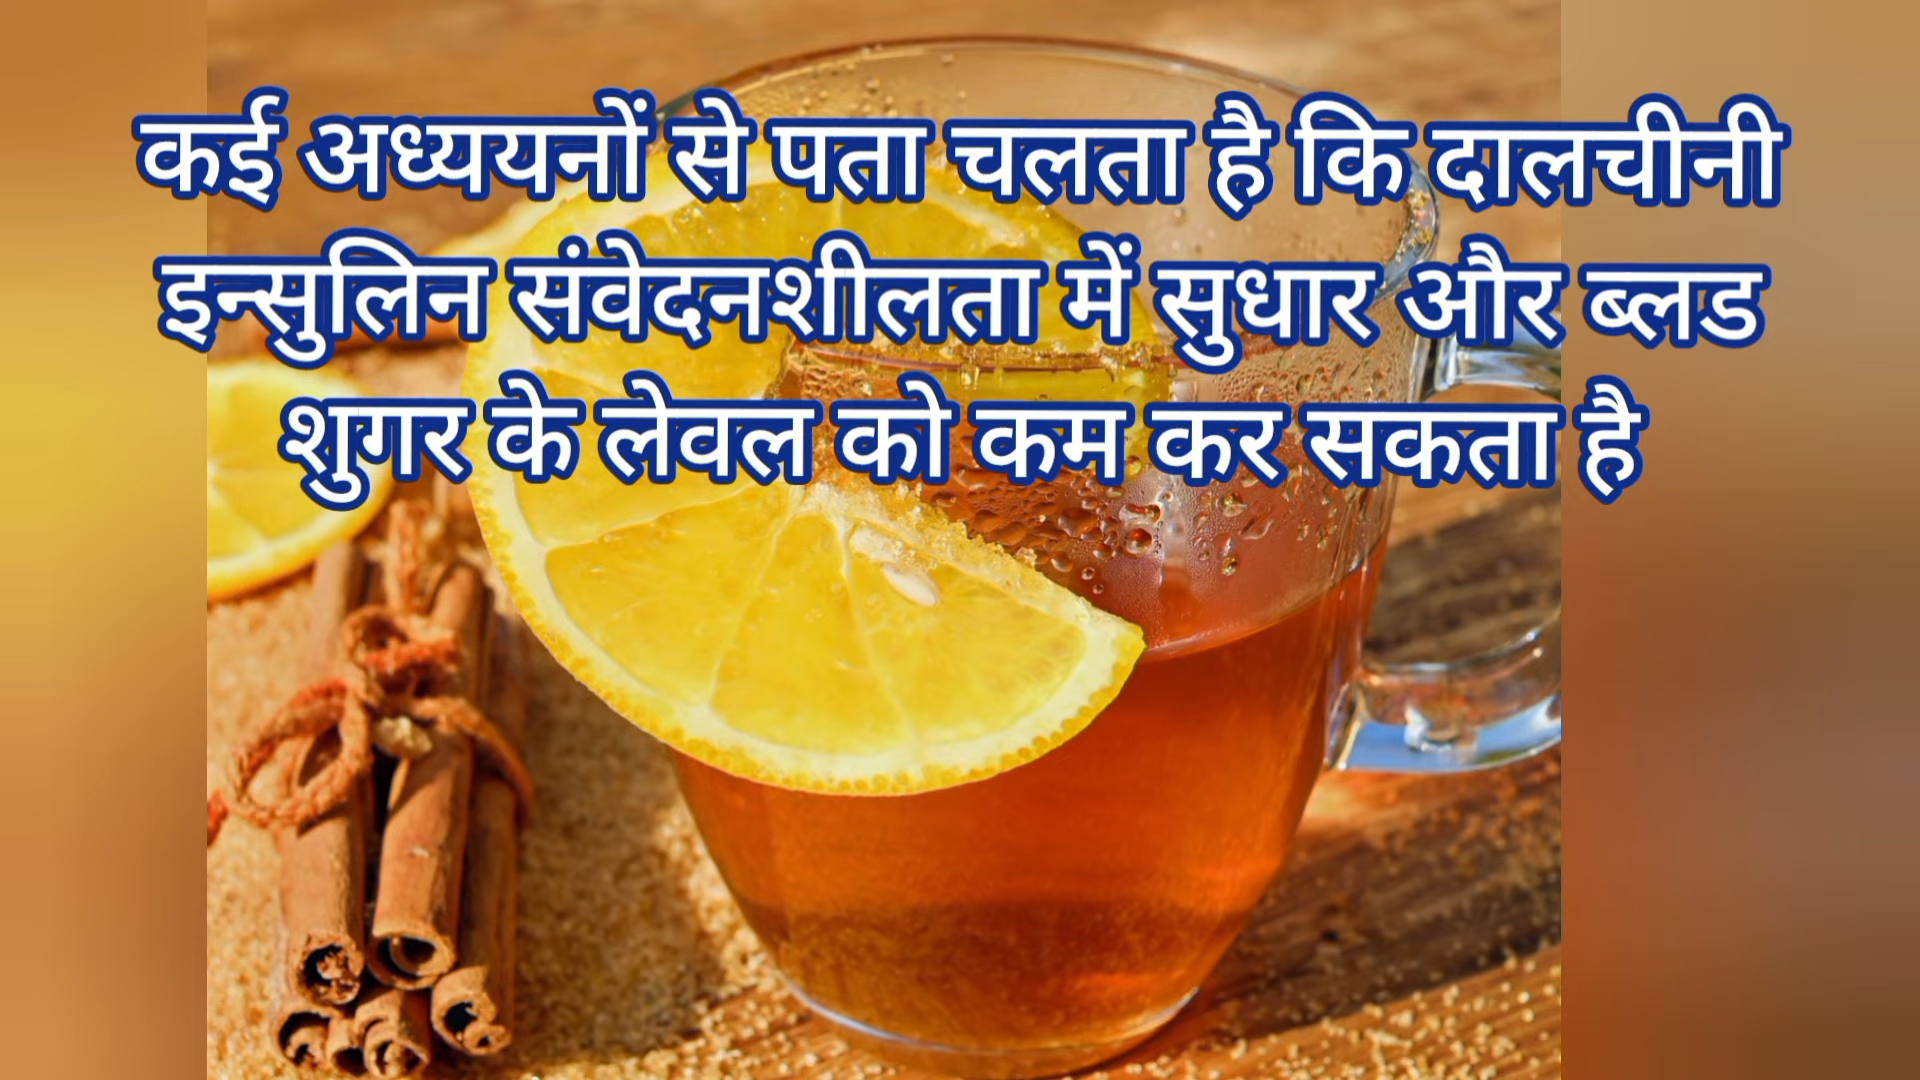 कई अध्ययनों से पता चलता है कि दालचीनी
इन्सुलिन संवेदनशीलता में सुधार और ब्लड
शुगर के लेवल को कम कर सकता है